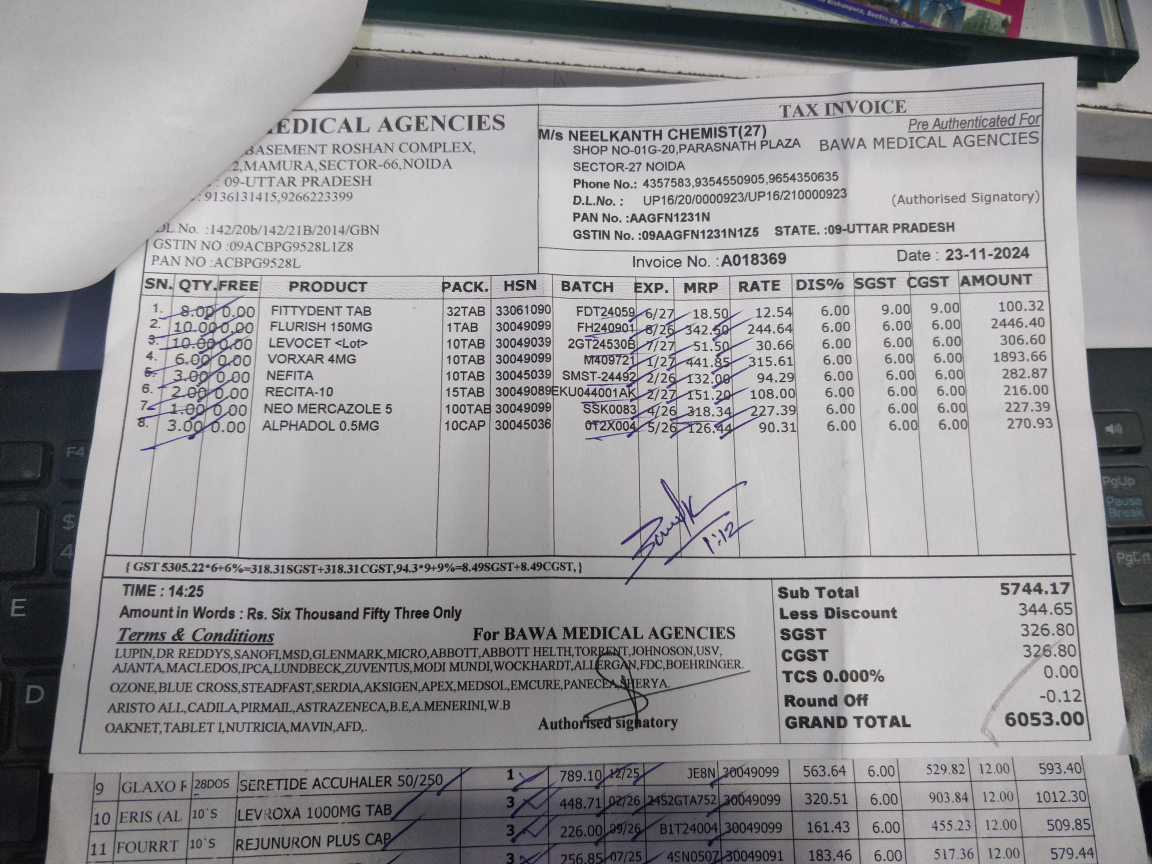 EDICAL AGENCIES
BASEMENT ROSHAN COMPLEX,
2,MAMURA,SECTOR-66,NOIDA
: 09-UTTAR PRADESH
: 9136131415,9266223399
D.L.No. :142/20b/142/21B/2014/GBN
GSTIN NO :09ACBPG9528L1Z8
PAN NO :ACBPG9528L
TAX INVOICE
M/s NEELKANTH CHEMIST(27)
Pre Authenticated For
SHOP NO-01G-20,PARASNATH PLAZA
BAWA MEDICAL AGENCIES
SECTOR-27 NOIDA
Phone No.: 4357583,9354550905,9654350635
D.L.No. : UP16/20/0000923/UP16/210000923
(Authorised Signatory)
PAN No. :AAGFN1231N
GSTIN No. :09AAGFN1231N1Z5 STATE. :09-UTTAR PRADESH
Invoice No. :A018369 Date : 23-11-2024
SN. QTY. FREE PRODUCT PACK. HSN BATCH EXP. MRP RATE DIS% SGST CGST AMOUNT
1. 8.00 0.00 FITTYDENT TAB 32TAB 33061090 FDT24059 6/27 18.50 12.54 6.00 9.00 9.00 100.32
2. 10.00 0.00 FLURISH 150MG 1TAB 30049099 FH240901 8/26 342.50 244.64 6.00 6.00 6.00 2446.40
3. 10.00 0.00 LEVOCET <Lot> 10TAB 30049039 2GT24530B 7/27 51.50 30.66 6.00 6.00 6.00 306.60
4. 6.00 0.00 VORXAR 4MG 10TAB 30049099 M409721 1/27 441.85 315.61 6.00 6.00 6.00 1893.66
5. 3.00 0.00 NEFITA 10TAB 30045039 SMST-24492 2/26 132.00 94.29 6.00 6.00 6.00 282.87
6. 2.00 0.00 RECITA-10 15TAB 30049089 EKU044001AK 2/27 151.20 108.00 6.00 6.00 6.00 216.00
7. 1.00 0.00 NEO MERCAZOLE 5 100TAB 30049099 SSK0083 4/26 318.34 227.39 6.00 6.00 6.00 227.39
8. 3.00 0.00 ALPHADOL 0.5MG 10CAP 30045036 0T2X004 5/26 126.44 90.31 6.00 6.00 6.00 270.93
1:12
{ GST 5305.22*6+6%=318.31SGST+318.31CGST,94.3*9+9%=8.49SGST+8.49CGST, }
TIME : 14:25
Amount in Words : Rs. Six Thousand Fifty Three Only
Terms & Conditions For BAWA MEDICAL AGENCIES
LUPIN,DR REDDYS,SANOFI,MSD,GLENMARK,MICRO,ABBOTT,ABBOTT HELTH,TORRENT,JOHNSON,USV,
AJANTA,MACLEDOS,IPCA,LUNDBECK,ZUVENTUS,MODI MUNDI,WOCKHARDT,ALLERGAN,FDC,BOEHRINGER.
OZONE,BLUE CROSS,STEADFAST,SERDIA,AKSIGEN,APEX,MEDSOL,EMCURE,PANECEA,SHERYA.
ARISTO ALL,CADILA,PIRMAIL,ASTRAZENECA,B.E,A.MENERINI,W.B
OAKNET,TABLET I,NUTRICIA,MAVIN,AFD,.
Authorised signatory
Sub Total 5744.17
Less Discount 344.65
SGST 326.80
CGST 326.80
TCS 0.000% 0.00
Round Off -0.12
GRAND TOTAL 6053.00
9 GLAXO 28DOS SERETIDE ACCUHALER 50/250 1 789.10 12/25 JE8N 30049099 563.64 6.00 529.82 12.00 593.40
10 ERIS (AL 10`S LEVROXA 1000MG TAB 3 448.71 02/26 24S2GTA752 30049099 320.51 6.00 903.84 12.00 1012.30
11 FOURRT 10`S REJUNURON PLUS CAP 3 226.00 09/26 B1T24004 30049099 161.43 6.00 455.23 12.00 509.85
3 256.85 07/25 4SN0507 30049091 183.46 6.00 517.36 12.00 579.44
F4
$
4
E
D
PgUp
Pause
Break
PgDn